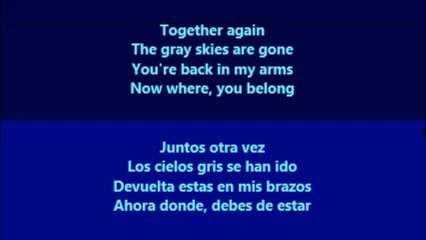 Together again
The gray skies are gone
You're back in my arms
Now where, you belong
Juntos otra vez
Los cielos gris se han ido
Devuelta estas en mis brazos
Ahora donde, debes de estar